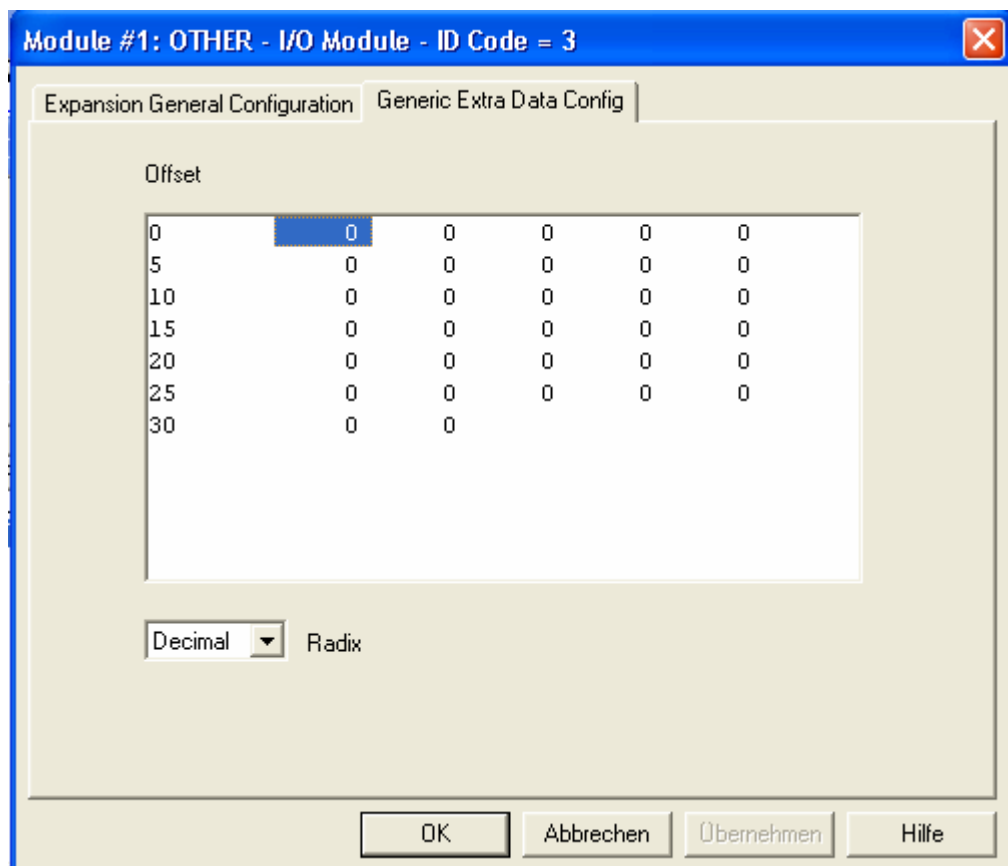 Module #1: OTHER - I/O Module - ID Code = 3
Expansion General Configuration Generic Extra Data Config
Offset
0 0 0 0 0 0
5 0 0 0 0 0
10 0 0 0 0 0
15 0 0 0 0 0
20 0 0 0 0 0
25 0 0 0 0 0
30 0 0
Decimal Radix
OK Abbrechen Übernehmen Hilfe